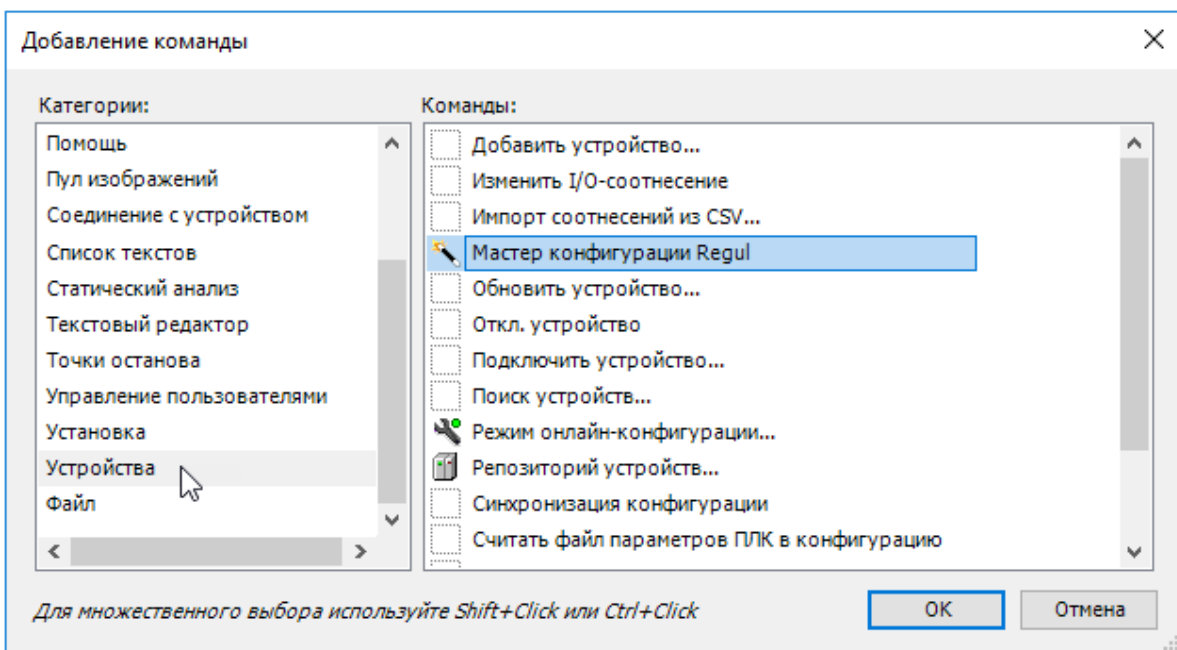 Добавление команды
Категории:
Помощь
Пул изображений
Соединение с устройством
Список текстов
Статический анализ
Текстовый редактор
Точки останова
Управление пользователями
Установка
Устройства
Файл
Команды:
Добавить устройство...
Изменить I/O-соотнесение
Импорт соотнесений из CSV...
Мастер конфигурации Regul
Обновить устройство...
Откл. устройство
Подключить устройство...
Поиск устройств...
Режим онлайн-конфигурации...
Репозиторий устройств...
Синхронизация конфигурации
Считать файл параметров ПЛК в конфигурацию
Для множественного выбора используйте Shift+Click или Ctrl+Click
ОК
Отмена